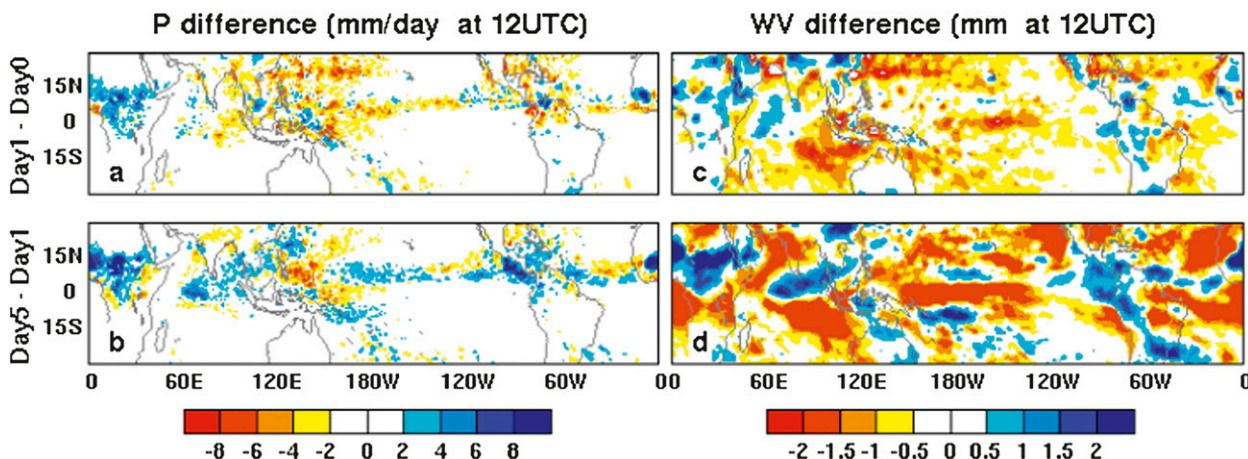 P difference (mm/day at 12UTC)
WV difference (mm at 12UTC)
Day1 - Day0
15N
0
15S
a
c
Day5 - Day1
15N
0
15S
b
d
0 60E 120E 180W 120W 60W
0 60E 120E 180W 120W 60W 0
-8 -6 -4 -2 0 2 4 6 8
-2 -1.5 -1 -0.5 0 0.5 1 1.5 2